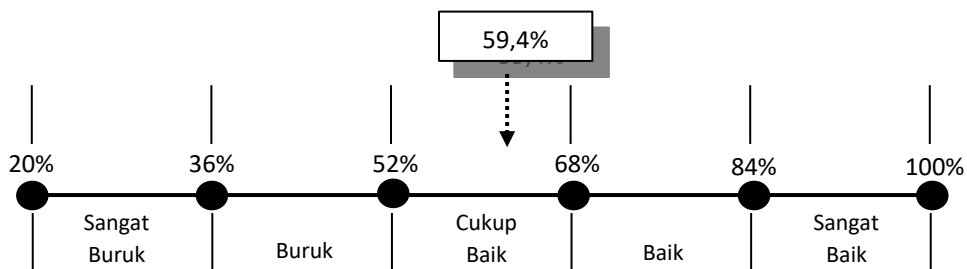 59,4%
20% 36% 52% 68% 84% 100%
Sangat Buruk Cukup Baik Sangat
Buruk Baik Baik